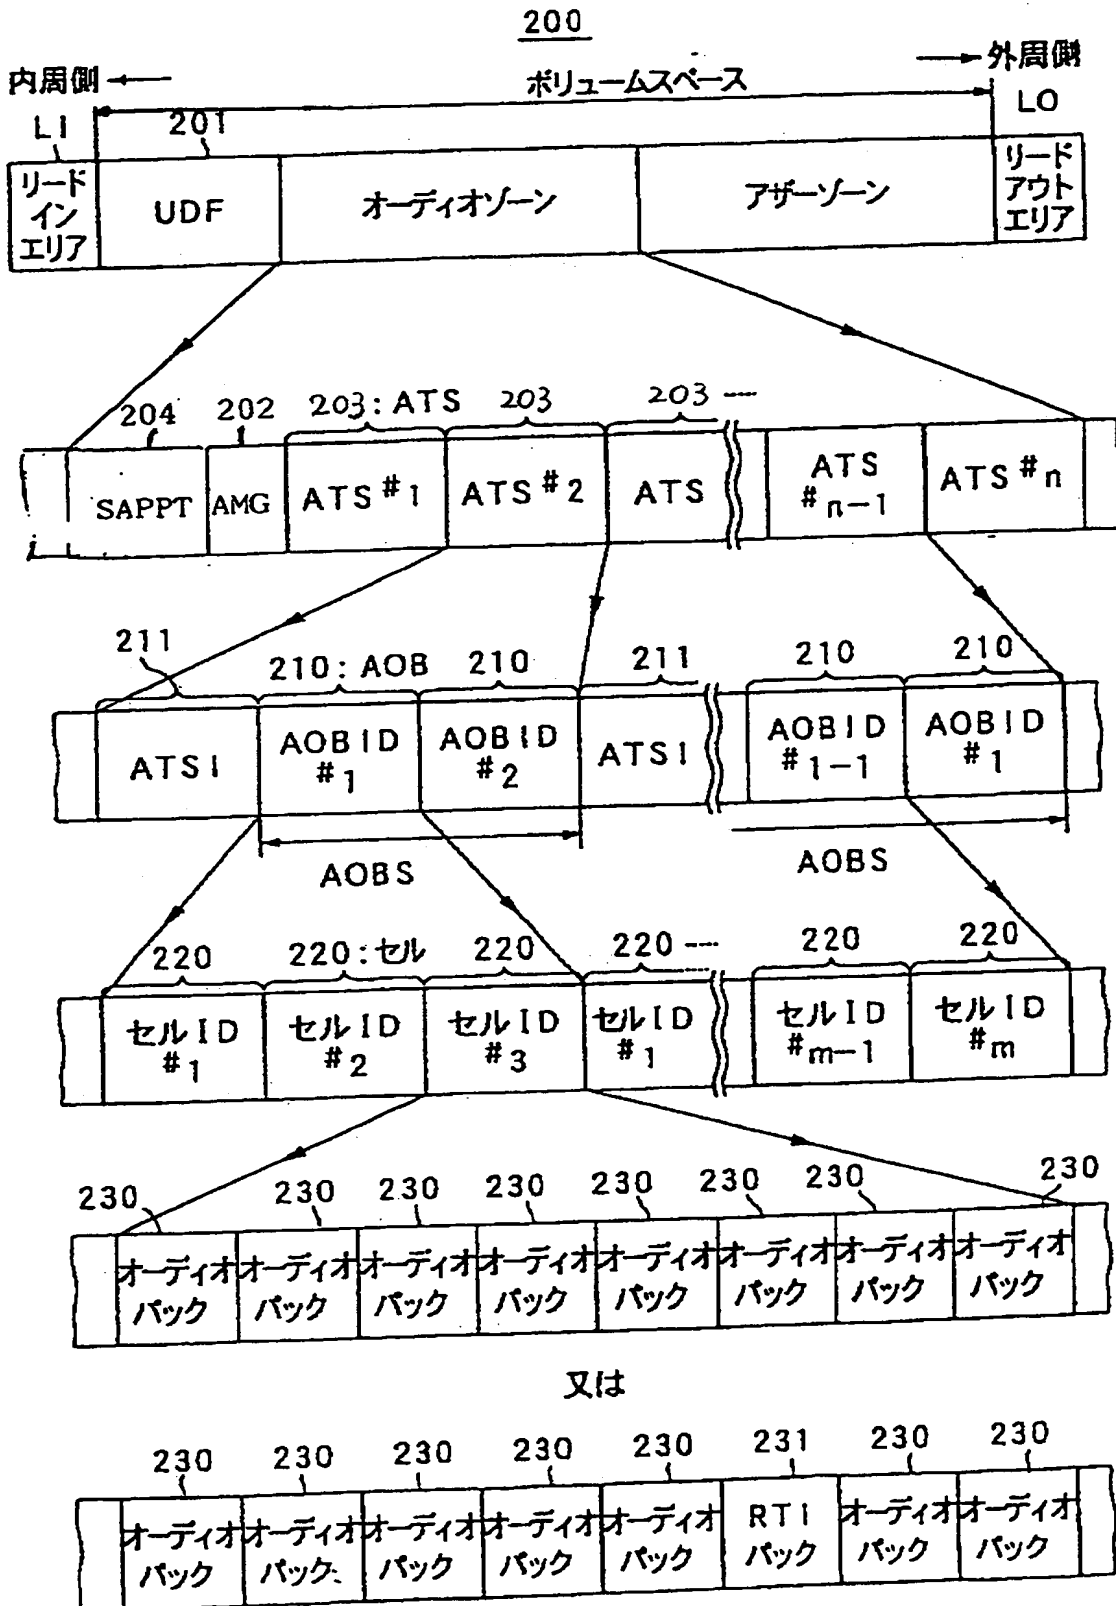 200
内周側
ボリュームスペース
外周側
LI
201
LO
リード
イン
エリア
UDF
オーディオゾーン
アザーゾーン
リード
アウト
エリア
204
202
203:ATS
203
203
SAPPT
AMG
ATS #1
ATS #2
ATS
ATS
#n-1
ATS #n
211
210:AOB
210
211
210
210
ATSI
AOBID
#1
AOBID
#2
ATSI
AOBID
#1-1
AOBID
#1
AOBS
AOBS
220
220:セル
220
220
220
220
セルID
#1
セルID
#2
セルID
#3
セルID
#1
セルID
#m-1
セルID
#m
230
230
230
230
230
230
230
230
オーディオ
パック
オーディオ
パック
オーディオ
パック
オーディオ
パック
オーディオ
パック
オーディオ
パック
オーディオ
パック
オーディオ
パック
又は
230
230
230
230
230
231
230
230
オーディオ
パック
オーディオ
パック
オーディオ
パック
オーディオ
パック
オーディオ
パック
RTI
パック
オーディオ
パック
オーディオ
パック